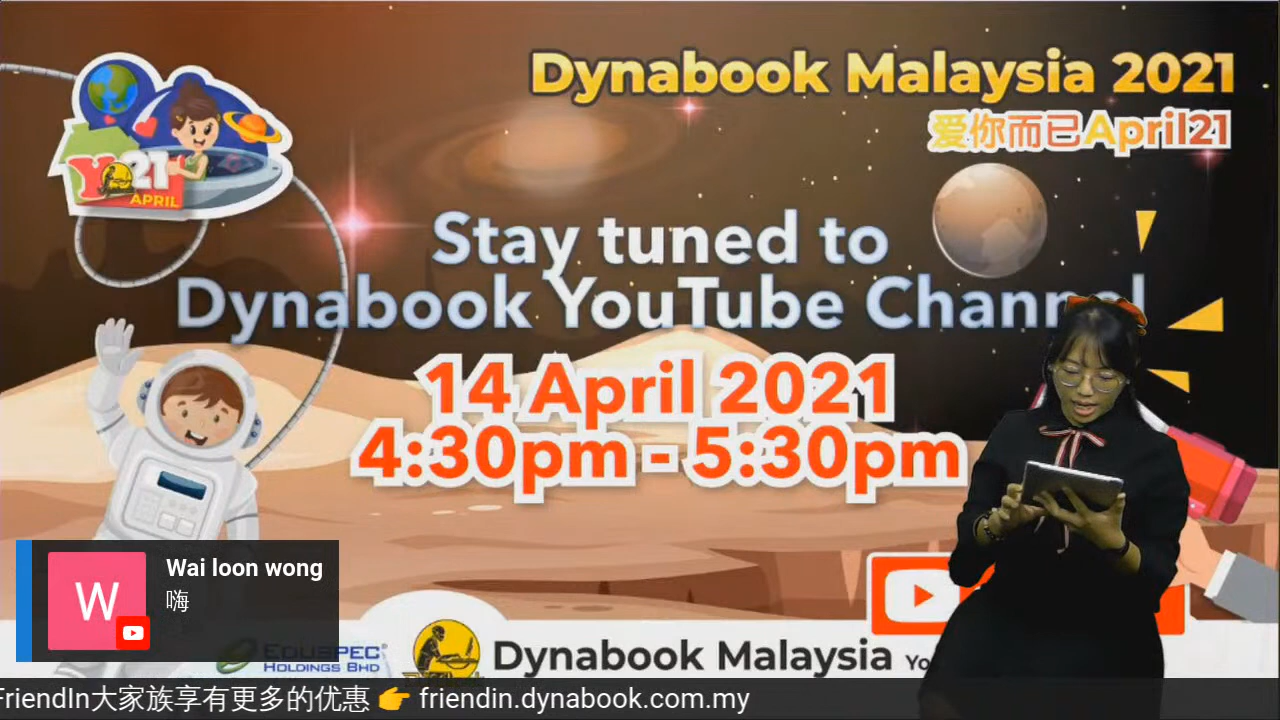 Dynabook Malaysia 2021
爱你而已April21
Y 21
APRIL
Stay tuned to
Dynabook YouTube Channel
14 April 2021
4:30pm - 5:30pm
Wai loon wong
W
嗨
EDUSPEC
HOLDINGS BHD
Dynabook Malaysia Yo
FriendIn大家族享有更多的优惠 👉 friendin.dynabook.com.my